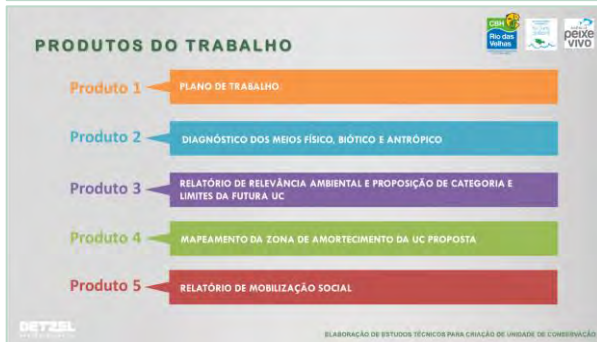 PRODUTOS DO TRABALHO
CBH
Rio das
Velhas
peixe
vivo
Produto 1
PLANO DE TRABALHO
Produto 2
DIAGNÓSTICO DOS MEIOS FÍSICO, BIÓTICO E ANTRÓPICO
Produto 3
RELATÓRIO DE RELEVÂNCIA AMBIENTAL E PROPOSIÇÃO DE CATEGORIA E
LIMITES DA FUTURA UC
Produto 4
MAPEAMENTO DA ZONA DE AMORTECIMENTO DA UC PROPOSTA
Produto 5
RELATÓRIO DE MOBILIZAÇÃO SOCIAL
DETZEL
ELABORAÇÃO DE ESTUDOS TÉCNICOS PARA CRIAÇÃO DE UNIDADE DE CONSERVAÇÃO